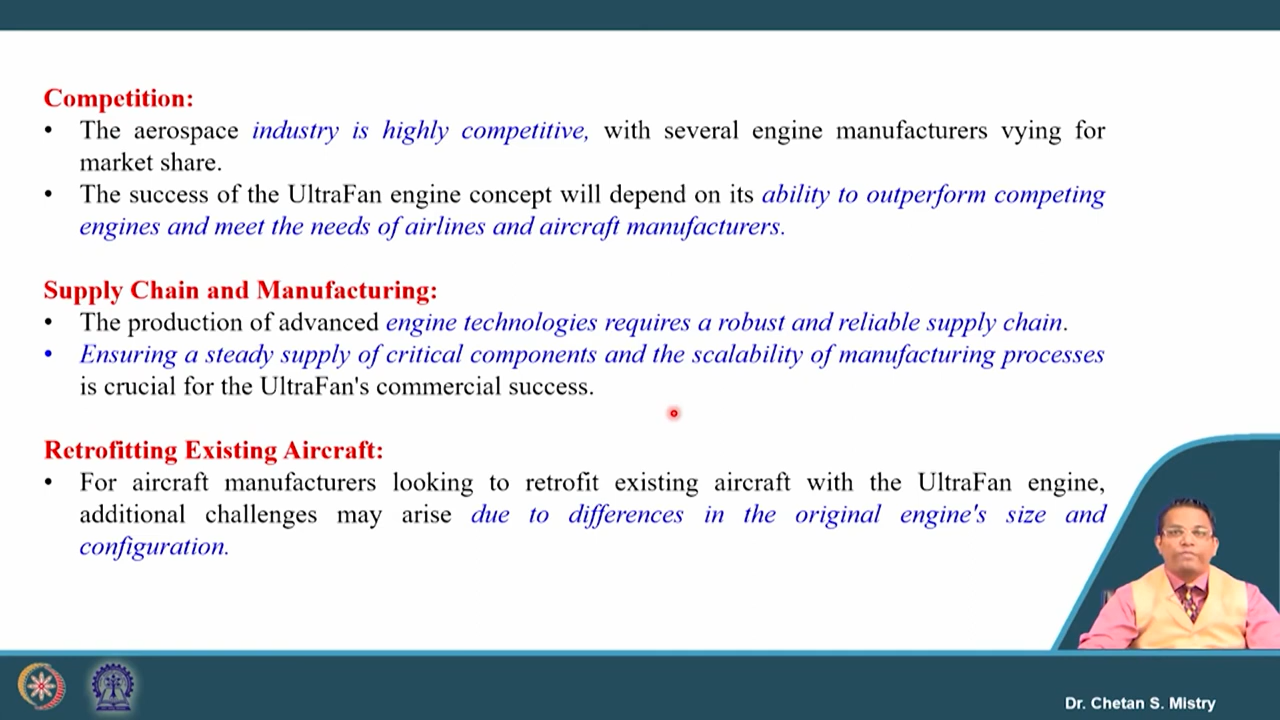 Competition:
• The aerospace industry is highly competitive, with several engine manufacturers vying for
market share.
• The success of the UltraFan engine concept will depend on its ability to outperform competing
engines and meet the needs of airlines and aircraft manufacturers.
Supply Chain and Manufacturing:
• The production of advanced engine technologies requires a robust and reliable supply chain.
• Ensuring a steady supply of critical components and the scalability of manufacturing processes
is crucial for the UltraFan's commercial success.
Retrofitting Existing Aircraft:
• For aircraft manufacturers looking to retrofit existing aircraft with the UltraFan engine,
additional challenges may arise due to differences in the original engine's size and
configuration.
Dr. Chetan S. Mistry